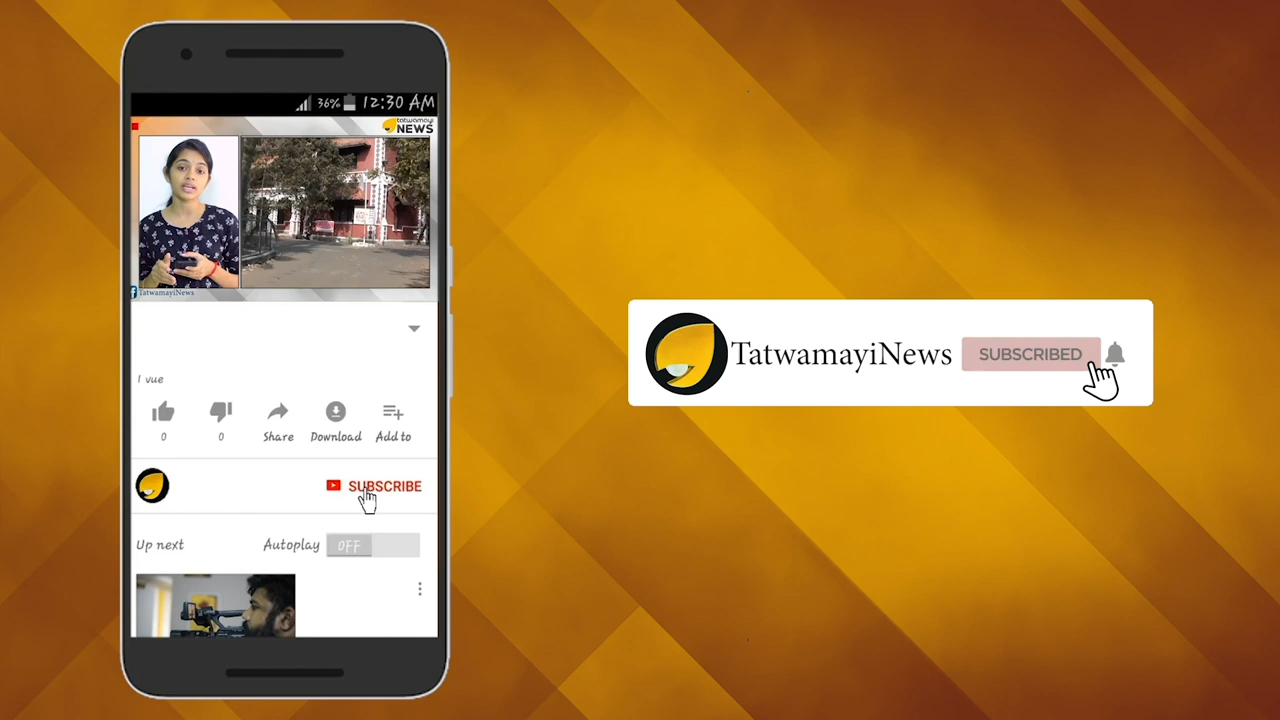 36% 12:30 AM
tatwamayi
NEWS
TatwamayiNews
1 vue
0 0 Share Download Add to
SUBSCRIBE
Up next Autoplay OFF
TatwamayiNews SUBSCRIBED